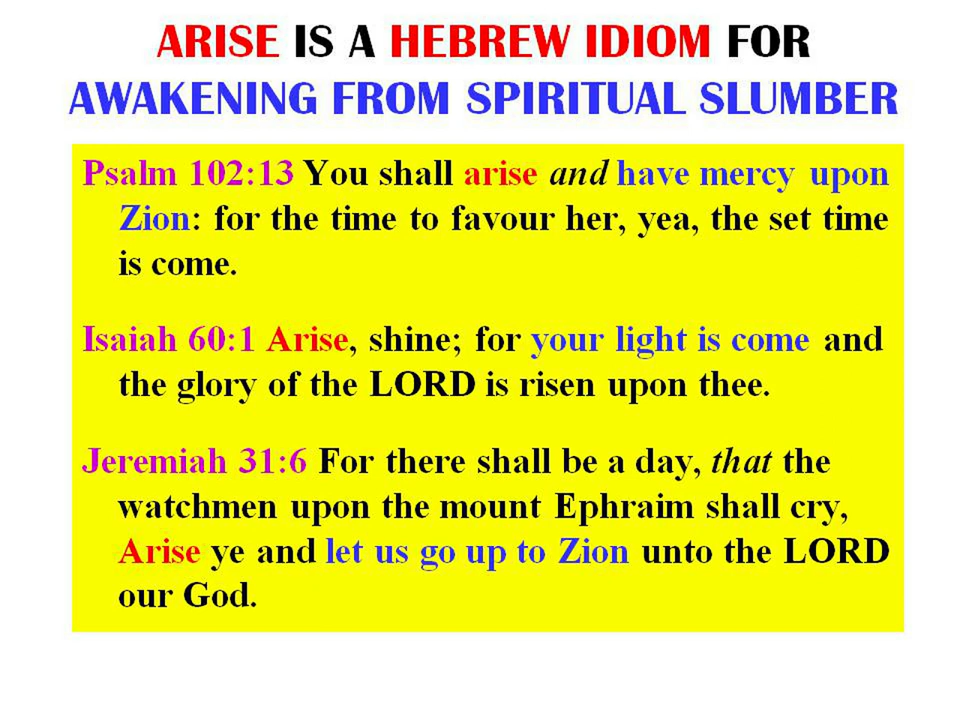 ARISE IS A HEBREW IDIOM FOR
AWAKENING FROM SPIRITUAL SLUMBER
Psalm 102:13 You shall arise and have mercy upon
Zion: for the time to favour her, yea, the set time
is come.
Isaiah 60:1 Arise, shine; for your light is come and
the glory of the LORD is risen upon thee.
Jeremiah 31:6 For there shall be a day, that the
watchmen upon the mount Ephraim shall cry,
Arise ye and let us go up to Zion unto the LORD
our God.